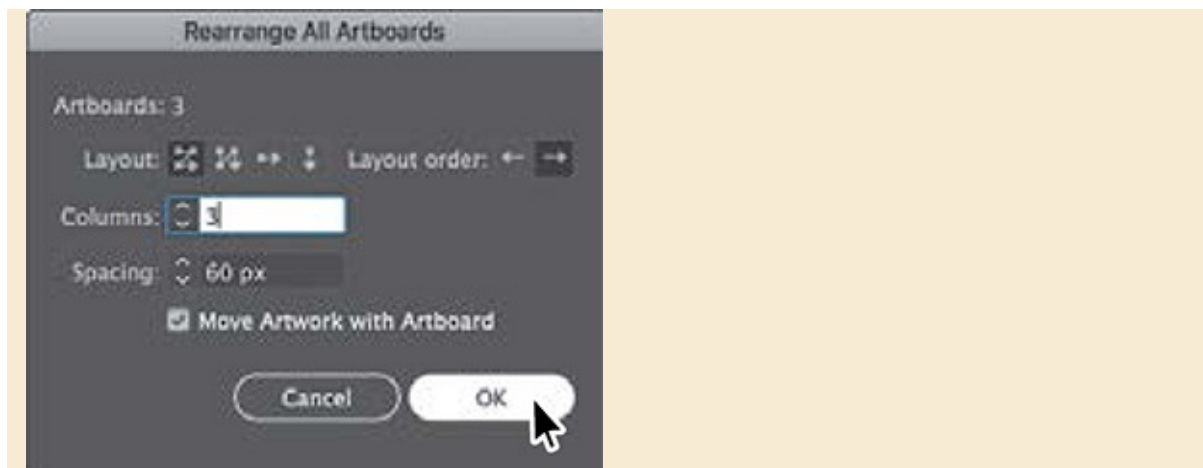 Rearrange All Artboards
Artboards: 3
Layout: Layout order:
Columns: 3
Spacing: 60 px
Move Artwork with Artboard
Cancel OK